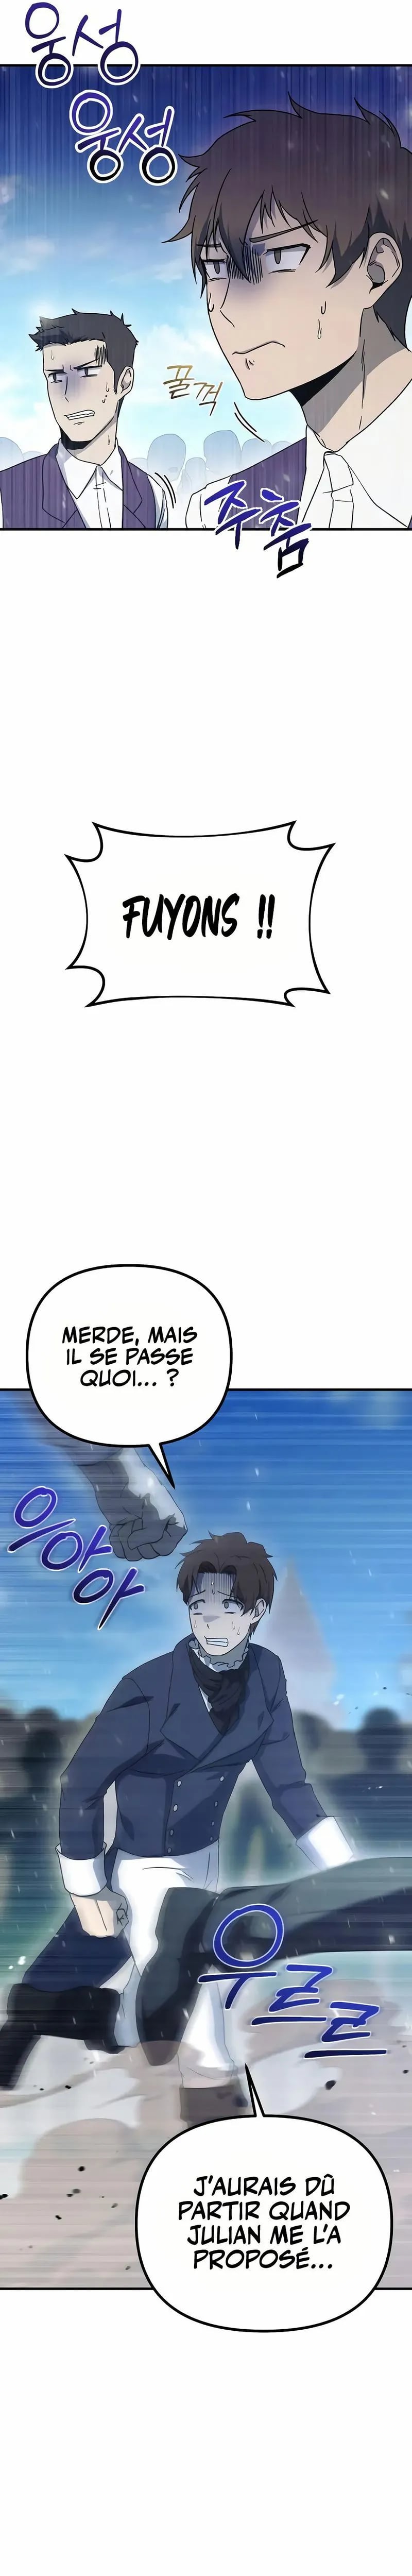 웅성
웅성
꿀꺽
주춤
FUYONS !!
MERDE, MAIS
IL SE PASSE
QUOI... ?
으아아
우르르
J'AURAIS DÛ
PARTIR QUAND
JULIAN ME L'A
PROPOSÉ...